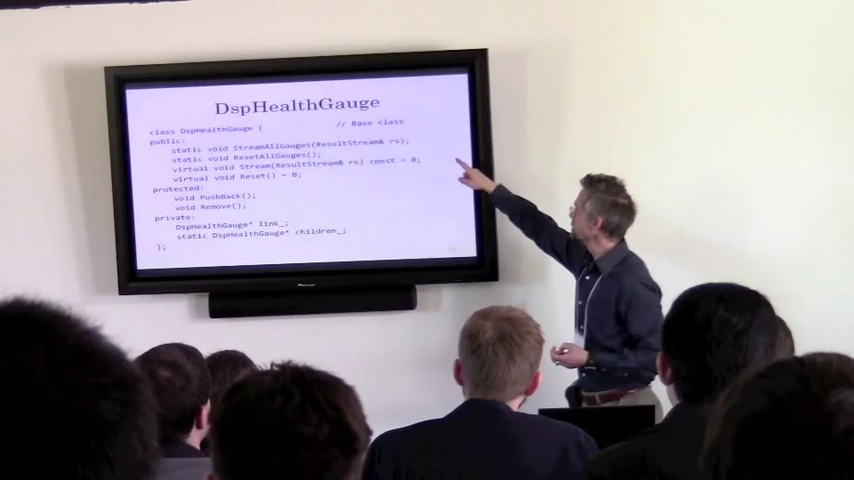 DspHealthGauge
class DspHealthGauge { // Base class
public:
static void StreamAllGauges(ResultStream& rs);
static void ResetAllGauges();
virtual void Stream(ResultStream& rs) const = 0;
virtual void Reset() = 0;
protected:
void PushBack();
void Remove();
private:
DspHealthGauge* link_;
static DspHealthGauge* children_;
};